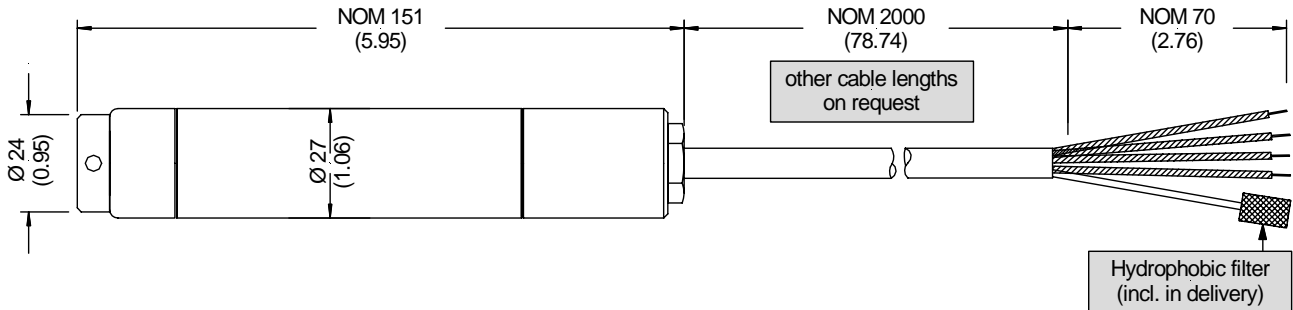 NOM 151
(5.95)
NOM 2000
(78.74)
NOM 70
(2.76)
other cable lengths
on request
Ø 24
(0.95)
Ø 27
(1.06)
Hydrophobic filter
(incl. in delivery)